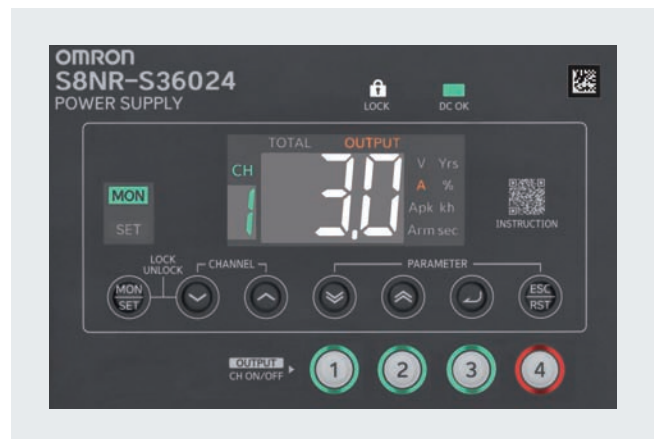 OMRON
S8NR-S36024
POWER SUPPLY
LOCK
DC OK
TOTAL OUTPUT
CH
1
3.0
V Yrs
A %
Apk kh
Arm sec
MON
SET
INSTRUCTION
LOCK
UNLOCK
CHANNEL
PARAMETER
MON
SET
ESC
RST
OUTPUT
CH ON/OFF
1
2
3
4